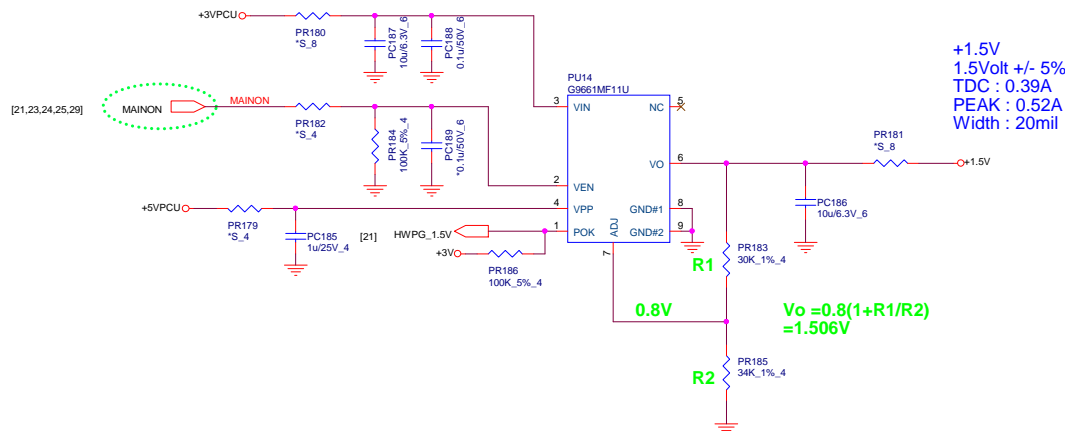 +3VPCU
PR180
*S_8
PC187
10u/6.3V_6
PC188
0.1u/50V_6
[21,23,24,25,29]
MAINON
MAINON
PR182
*S_4
PR184
100K_5%_4
PC189
*0.1u/50V_6
+5VPCU
PR179
*S_4
PC185
1u/25V_4
[21]
HWPG_1.5V
+3V
PR186
100K_5%_4
PU14
G9661MF11U
3
VIN
NC
5
VO
6
2
VEN
4
VPP
GND#1
8
1
POK
GND#2
9
ADJ
7
+1.5V
1.5Volt +/- 5%
TDC : 0.39A
PEAK : 0.52A
Width : 20mil
PR181
*S_8
+1.5V
PC186
10u/6.3V_6
R1
PR183
30K_1%_4
0.8V
Vo =0.8(1+R1/R2)
=1.506V
R2
PR185
34K_1%_4